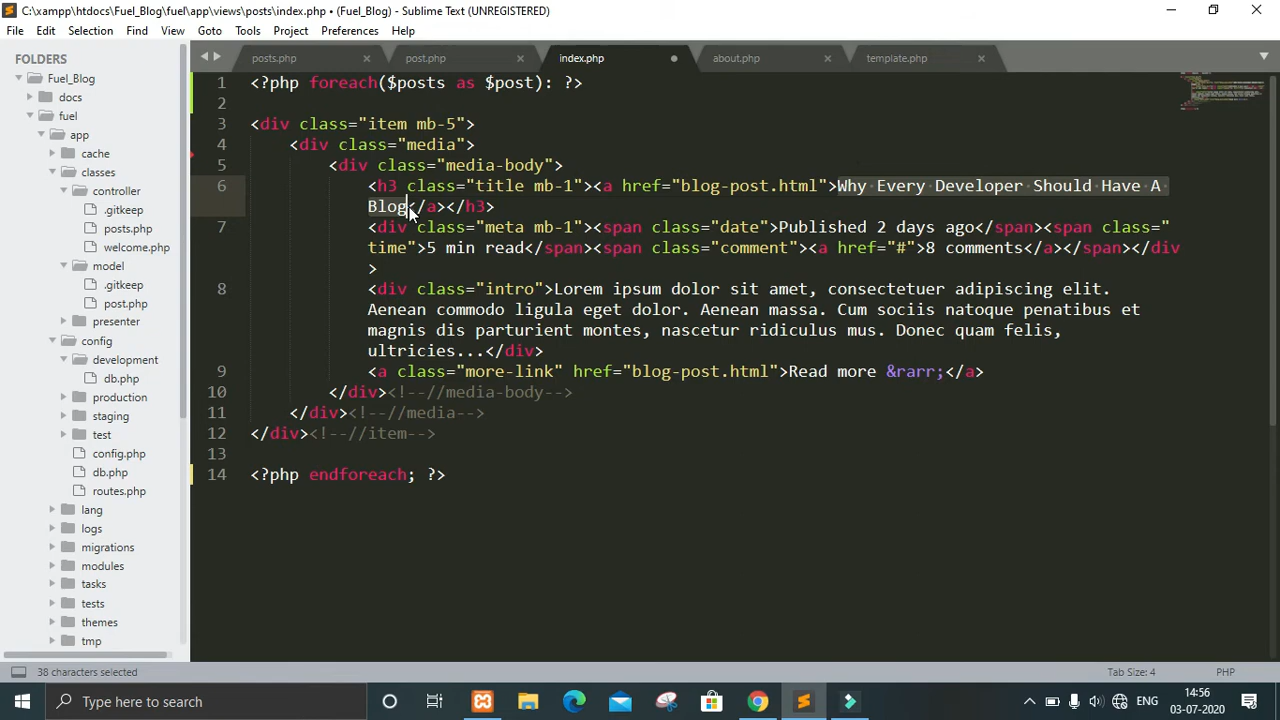 C:\xampp\htdocs\Fuel_Blog\fuel\app\views\posts\index.php • (Fuel_Blog) - Sublime Text (UNREGISTERED)
File Edit Selection Find View Goto Tools Project Preferences Help
FOLDERS
Fuel_Blog
docs
fuel
app
cache
classes
controller
.gitkeep
posts.php
welcome.php
model
.gitkeep
post.php
presenter
config
development
db.php
production
staging
test
config.php
db.php
routes.php
lang
logs
migrations
modules
tasks
tests
themes
tmp
posts.php post.php index.php about.php template.php
1 <?php foreach($posts as $post): ?>
2
3 <div class="item mb-5">
4 <div class="media">
5 <div class="media-body">
6 <h3 class="title mb-1"><a href="blog-post.html">Why Every Developer Should Have A
Blog</a></h3>
7 <div class="meta mb-1"><span class="date">Published 2 days ago</span><span class="
time">5 min read</span><span class="comment"><a href="#">8 comments</a></span></div
>
8 <div class="intro">Lorem ipsum dolor sit amet, consectetuer adipiscing elit.
Aenean commodo ligula eget dolor. Aenean massa. Cum sociis natoque penatibus et
magnis dis parturient montes, nascetur ridiculus mus. Donec quam felis,
ultricies...</div>
9 <a class="more-link" href="blog-post.html">Read more &rarr;</a>
10 </div><!--//media-body-->
11 </div><!--//media-->
12 </div><!--//item-->
13
14 <?php endforeach; ?>
38 characters selected Tab Size: 4 PHP
Type here to search
ENG
14:56
03-07-2020